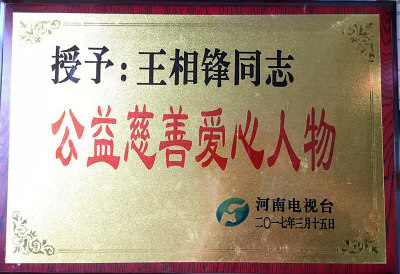 授予：王相锋同志
公益慈善爱心人物
河南电视台
二〇一七年三月十五日